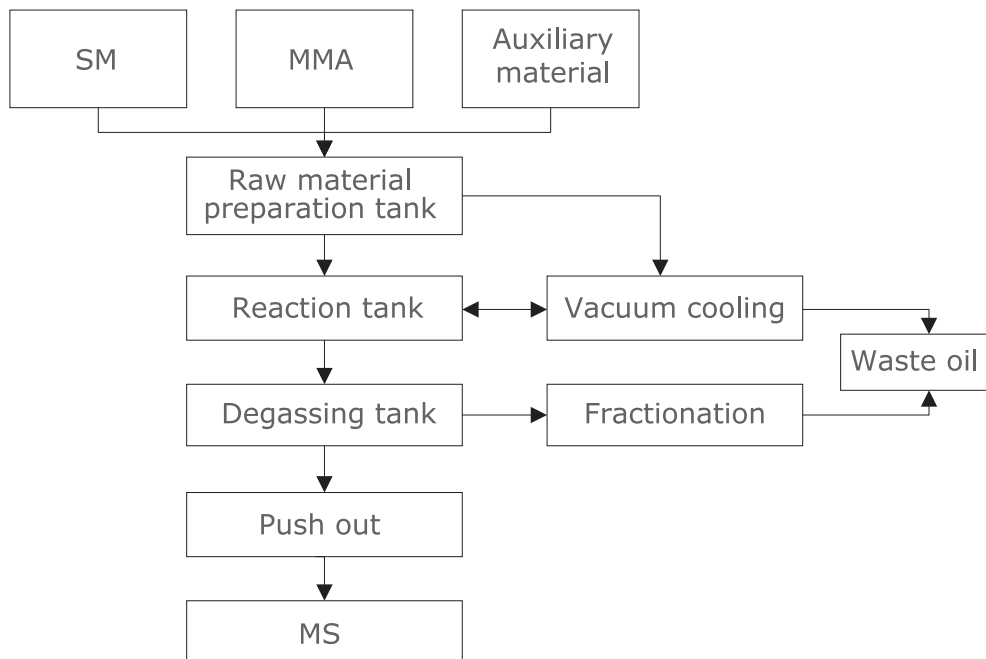 SM
MMA
Auxiliary
material
Raw material
preparation tank
Reaction tank
Vacuum cooling
Waste oil
Degassing tank
Fractionation
Push out
MS